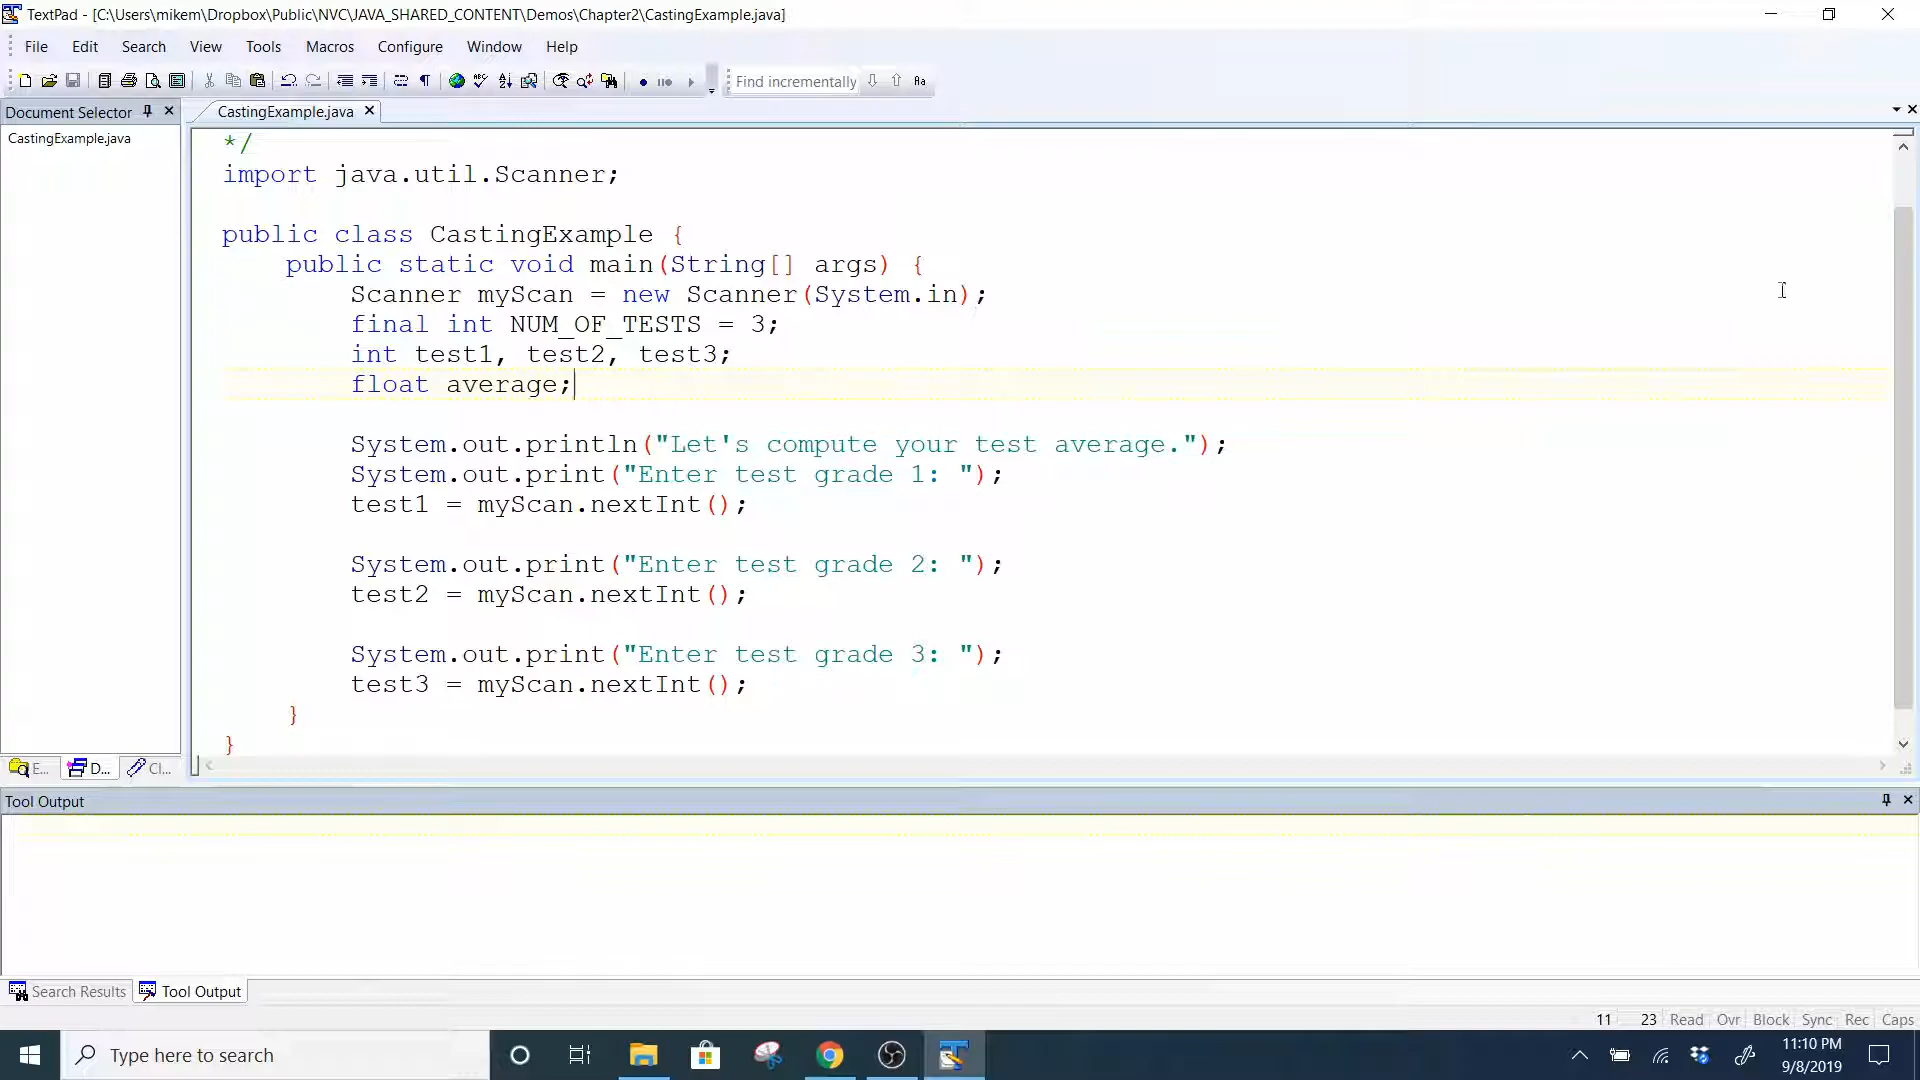 TextPad - [C:\Users\mikem\Dropbox\Public\NVC\JAVA_SHARED_CONTENT\Demos\Chapter2\CastingExample.java]
File Edit Search View Tools Macros Configure Window Help
Find incrementally
Document Selector
CastingExample.java
CastingExample.java
*/
import java.util.Scanner;
public class CastingExample {
public static void main(String[] args) {
Scanner myScan = new Scanner(System.in);
final int NUM_OF_TESTS = 3;
int test1, test2, test3;
float average;
System.out.println("Let's compute your test average.");
System.out.print("Enter test grade 1: ");
test1 = myScan.nextInt();
System.out.print("Enter test grade 2: ");
test2 = myScan.nextInt();
System.out.print("Enter test grade 3: ");
test3 = myScan.nextInt();
}
}
E... D... Cl...
Tool Output
Search Results Tool Output
11 23 Read Ovr Block Sync Rec Caps
Type here to search
11:10 PM
9/8/2019